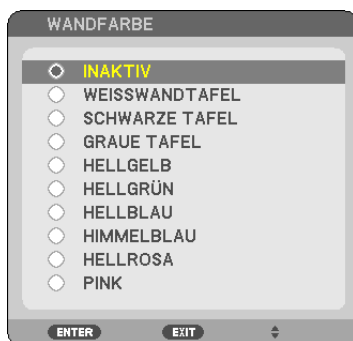 WANDFARBE
INAKTIV
WEISSWANDTAFEL
SCHWARZE TAFEL
GRAUE TAFEL
HELLGELB
HELLGRÜN
HELLBLAU
HIMMELBLAU
HELLROSA
PINK
ENTER EXIT